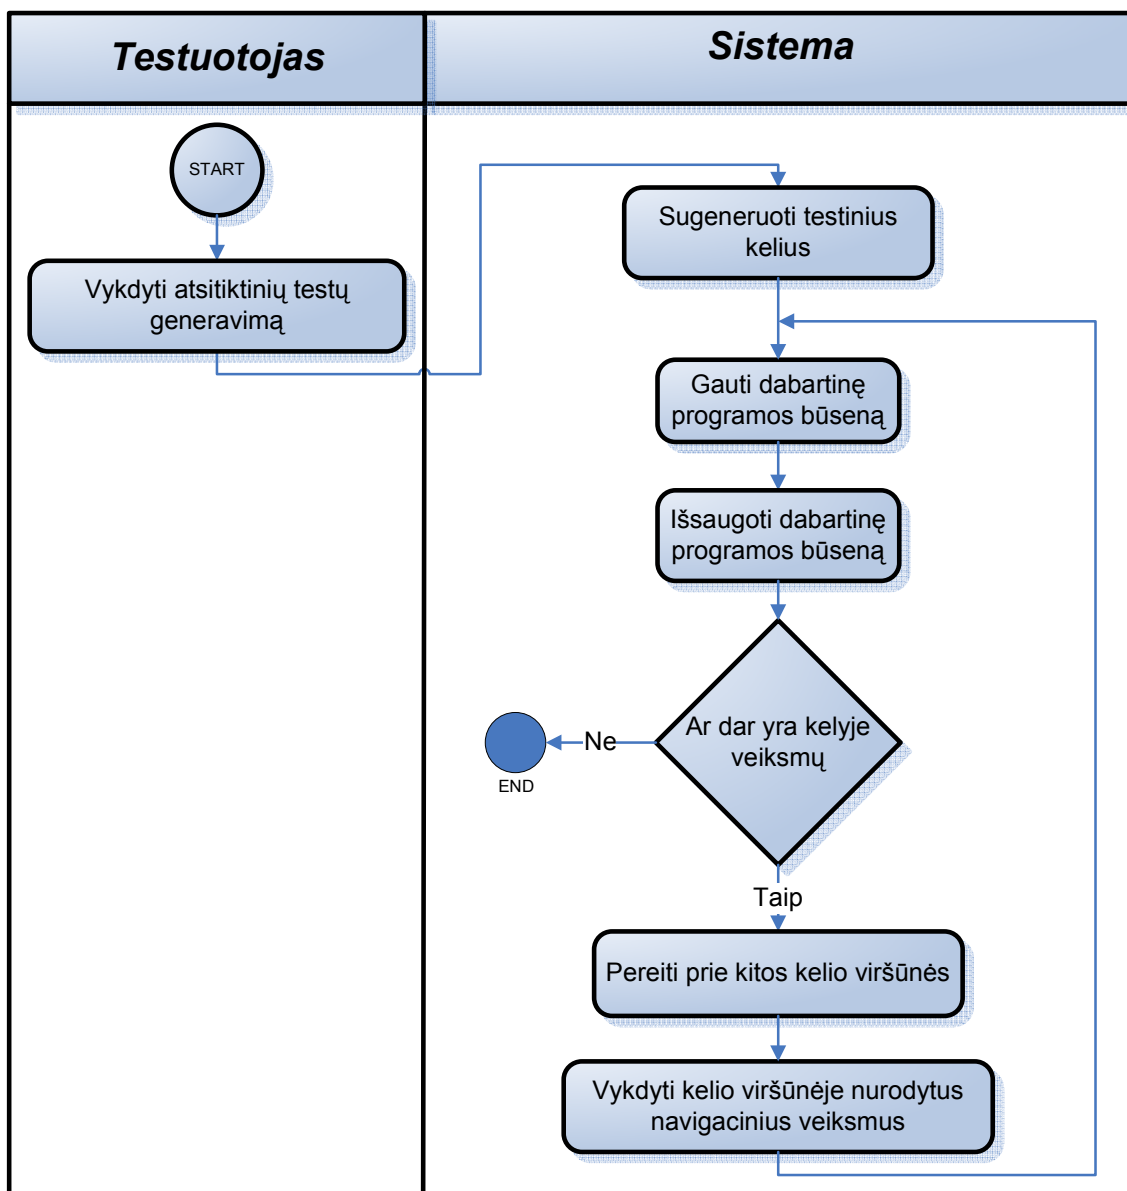 Testuotojas
Sistema
START
Vykdyti atsitiktinių testų
generavimą
Sugeneruoti testinius
kelius
Gauti dabartinę
programos būseną
Išsaugoti dabartinę
programos būseną
Ar dar yra kelyje
veiksmų
Ne
END
Taip
Pereiti prie kitos kelio viršūnės
Vykdyti kelio viršūnėje nurodytus
navigacinius veiksmus